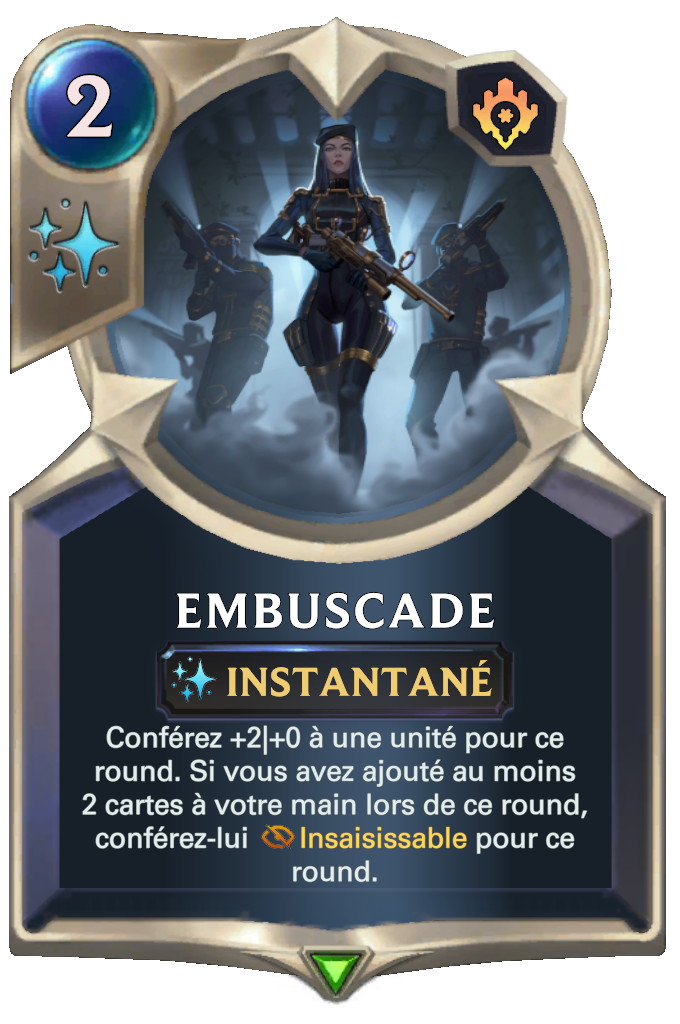 2
EMBUSCADE
INSTANTANÉ
Conférez +2|+0 à une unité pour ce
round. Si vous avez ajouté au moins
2 cartes à votre main lors de ce round,
conférez-lui Insaisissable pour ce
round.